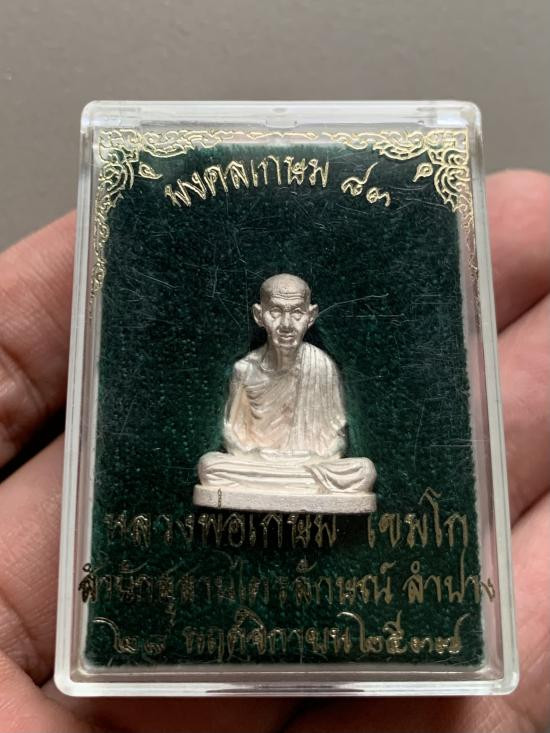 มงคลเกษม ๘๓
หลวงพ่อเกษม เขมโก
สำนักสุสานไตรลักษณ์ ลำปาง
๒๘ พฤศจิกายน ๒๕๓๗